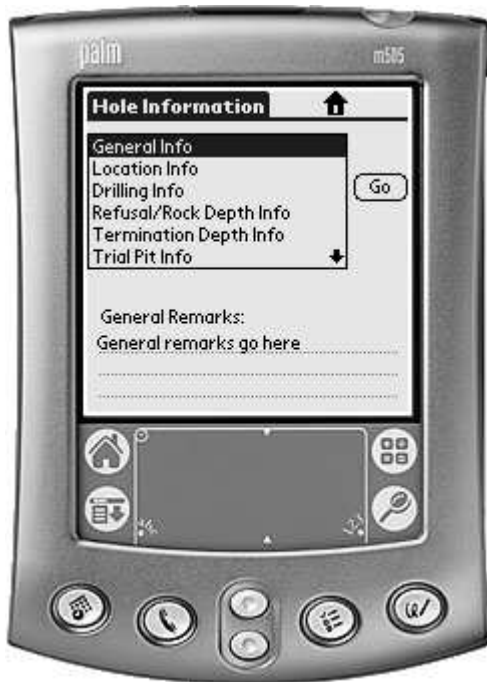 palm
m505
Hole Information
General Info
Location Info
Drilling Info
Go
Refusal/Rock Depth Info
Termination Depth Info
Trial Pit Info
General Remarks:
General remarks go here